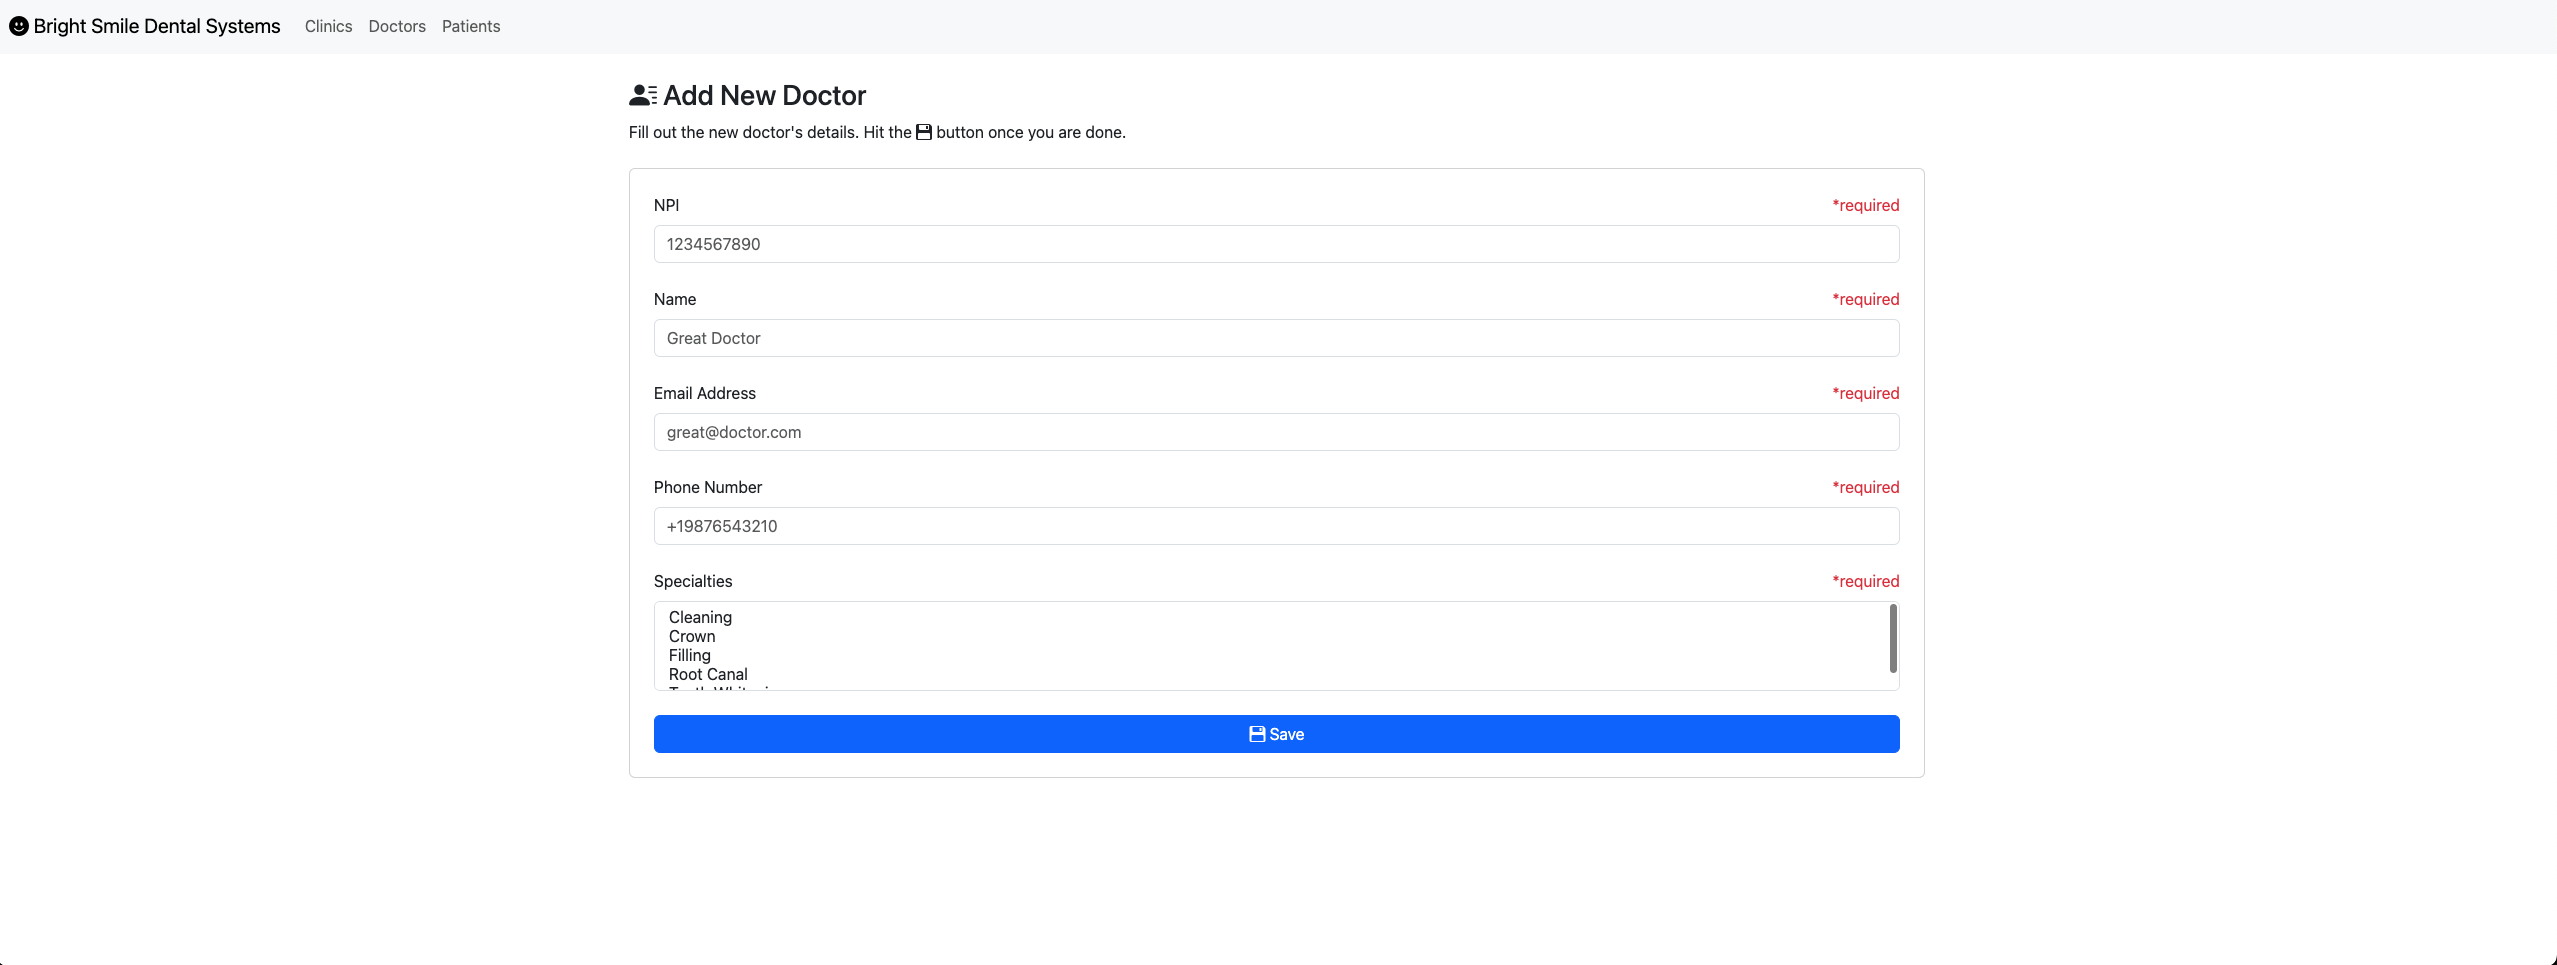 Bright Smile Dental Systems Clinics Doctors Patients
Add New Doctor
Fill out the new doctor's details. Hit the button once you are done.
NPI *required
1234567890
Name *required
Great Doctor
Email Address *required
great@doctor.com
Phone Number *required
+19876543210
Specialties *required
Cleaning
Crown
Filling
Root Canal
Save